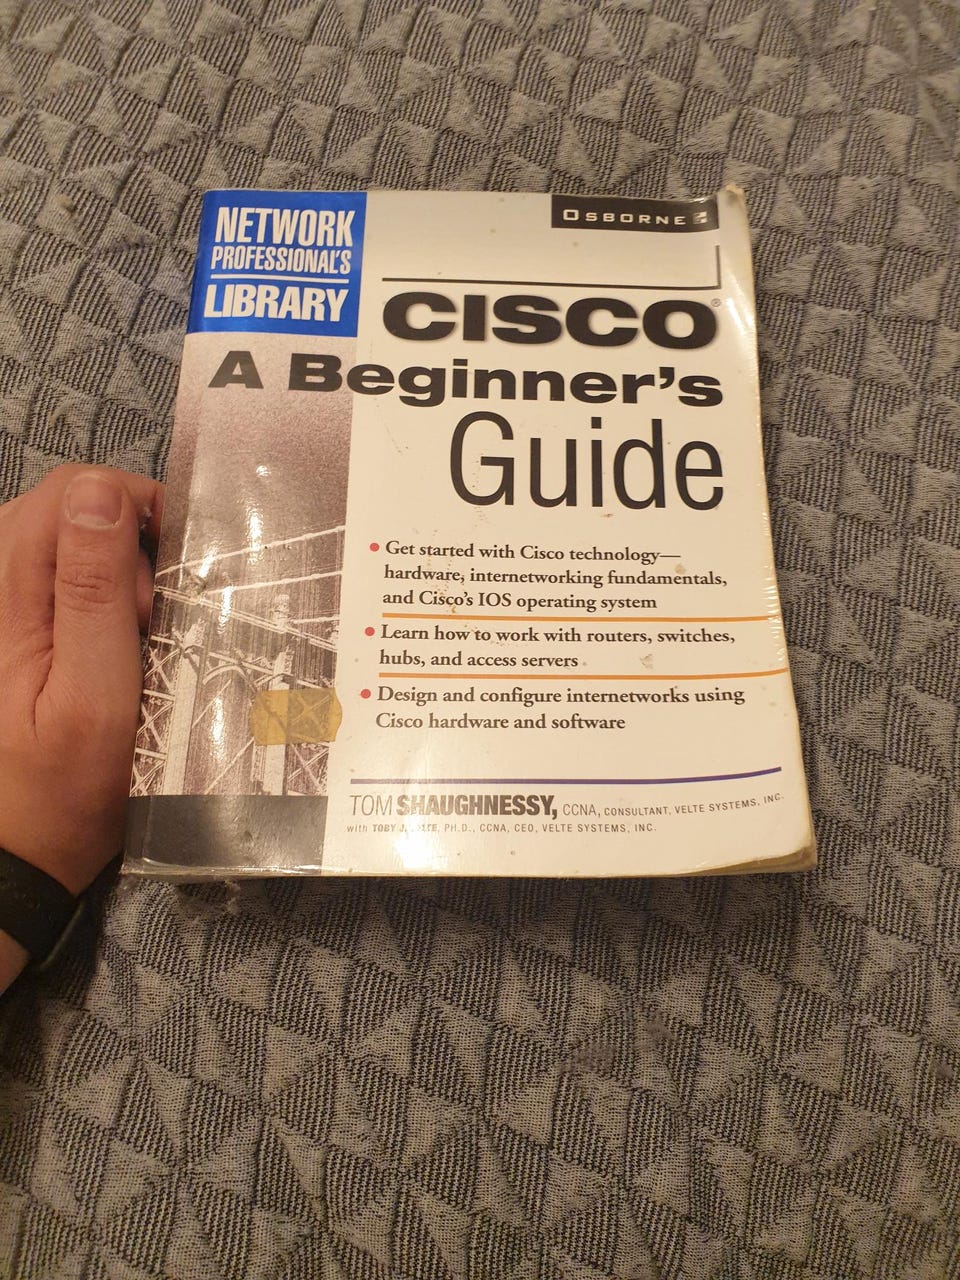 NETWORK
PROFESSIONAL'S
LIBRARY
OSBORNE
CISCO®
A Beginner's
Guide
• Get started with Cisco technology—
hardware, internetworking fundamentals,
and Cisco's IOS operating system
• Learn how to work with routers, switches,
hubs, and access servers
• Design and configure internetworks using
Cisco hardware and software
TOM SHAUGHNESSY, CCNA, CONSULTANT, VELTE SYSTEMS, INC.
with TOBY J. PH.D., CCNA, CEO, VELTE SYSTEMS, INC.